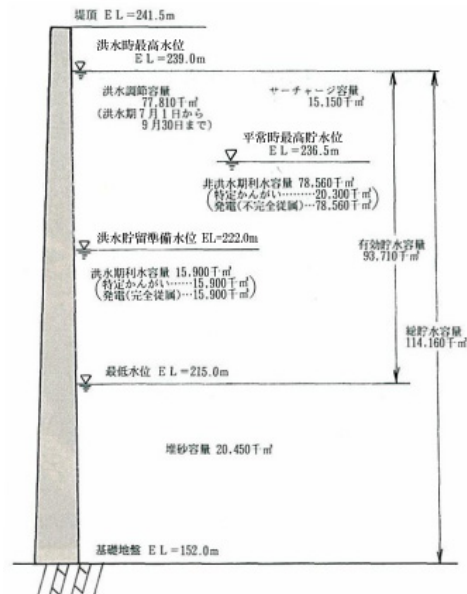 堤頂 EL=241.5m
洪水時最高水位
EL=239.0m
洪水調節容量
77.810千㎥
(洪水期7月1日から
9月30日まで)
サーチャージ容量
15.150千㎥
平常時最高貯水位
EL=236.5m
非洪水期利水容量 78.560千㎥
(特定かんがい………20.300千㎥
発電(不完全従属)…78.560千㎥)
洪水貯留準備水位 EL=222.0m
洪水期利水容量 15.900千㎥
(特定かんがい……15.900千㎥
発電(完全従属)…15.900千㎥)
有効貯水容量
93.710千㎥
総貯水容量
114.160千㎥
最低水位 EL=215.0m
堆砂容量 20.450千㎥
基礎地盤 EL=152.0m